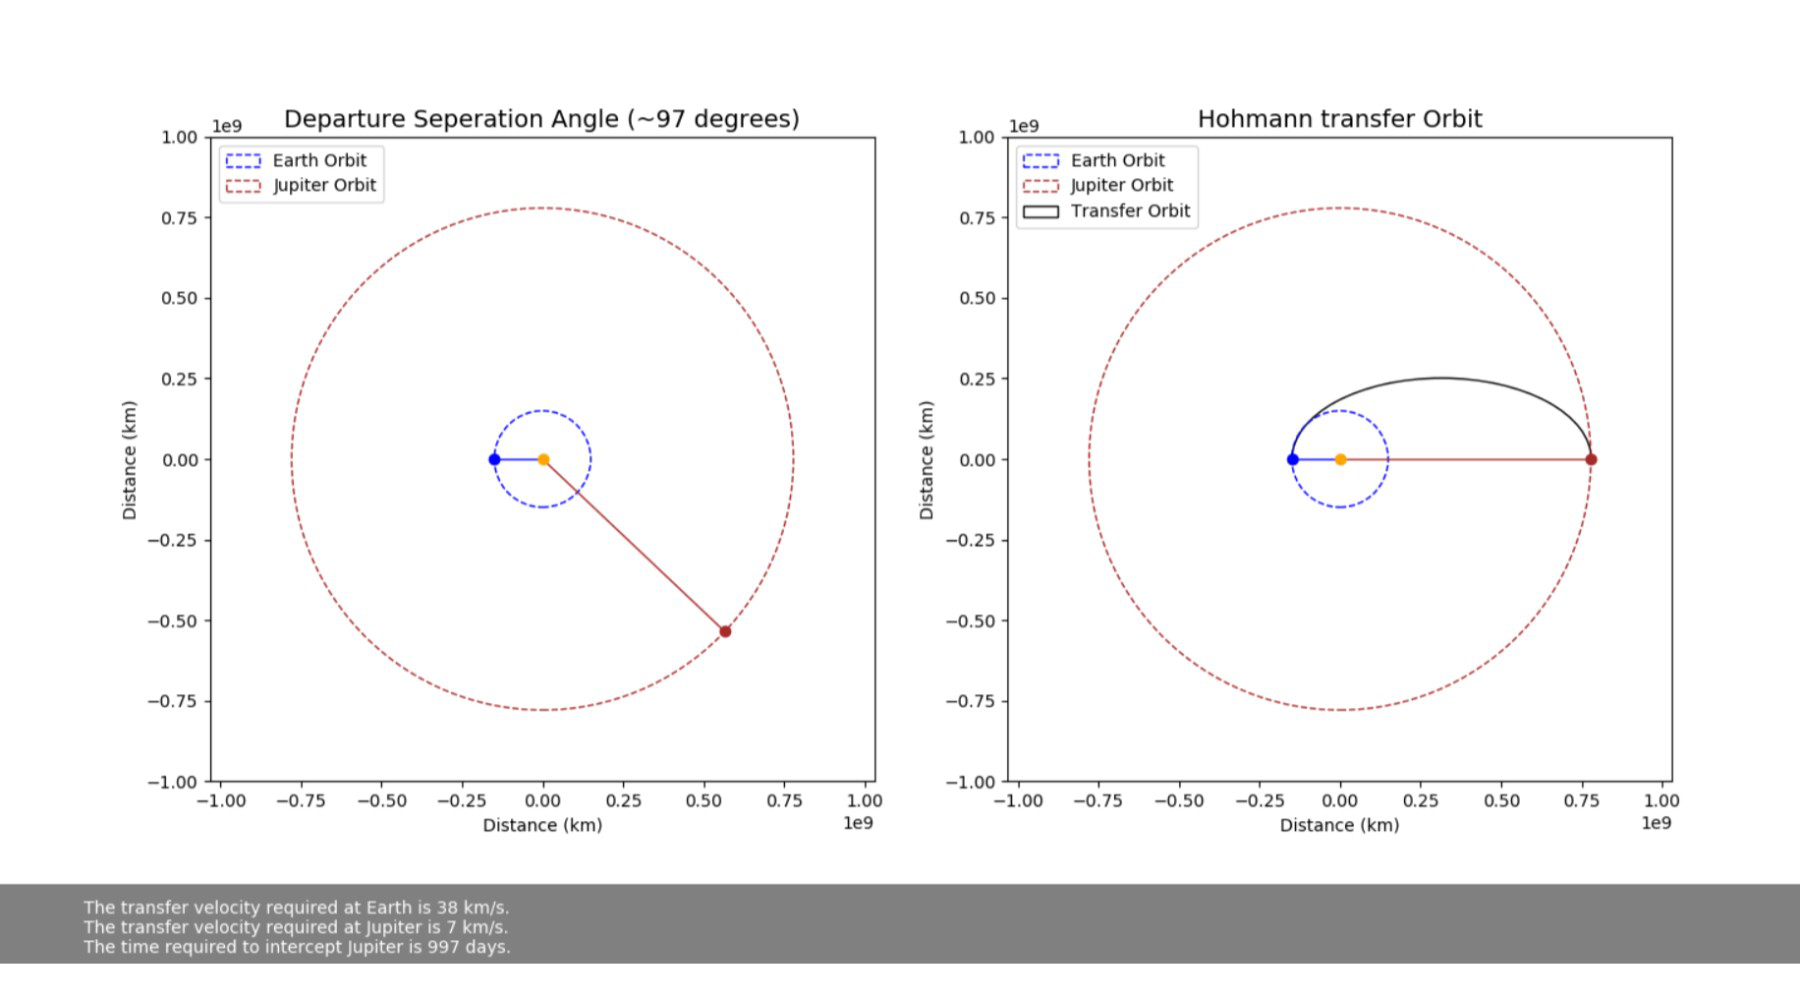 Departure Seperation Angle (~97 degrees)
1e9
Earth Orbit
Jupiter Orbit
1.00
0.75
0.50
0.25
0.00
−0.25
−0.50
−0.75
−1.00
Distance (km)
−1.00 −0.75 −0.50 −0.25 0.00 0.25 0.50 0.75 1.00
Distance (km)
1e9
Hohmann transfer Orbit
1e9
Earth Orbit
Jupiter Orbit
Transfer Orbit
1.00
0.75
0.50
0.25
0.00
−0.25
−0.50
−0.75
−1.00
Distance (km)
−1.00 −0.75 −0.50 −0.25 0.00 0.25 0.50 0.75 1.00
Distance (km)
1e9
The transfer velocity required at Earth is 38 km/s.
The transfer velocity required at Jupiter is 7 km/s.
The time required to intercept Jupiter is 997 days.